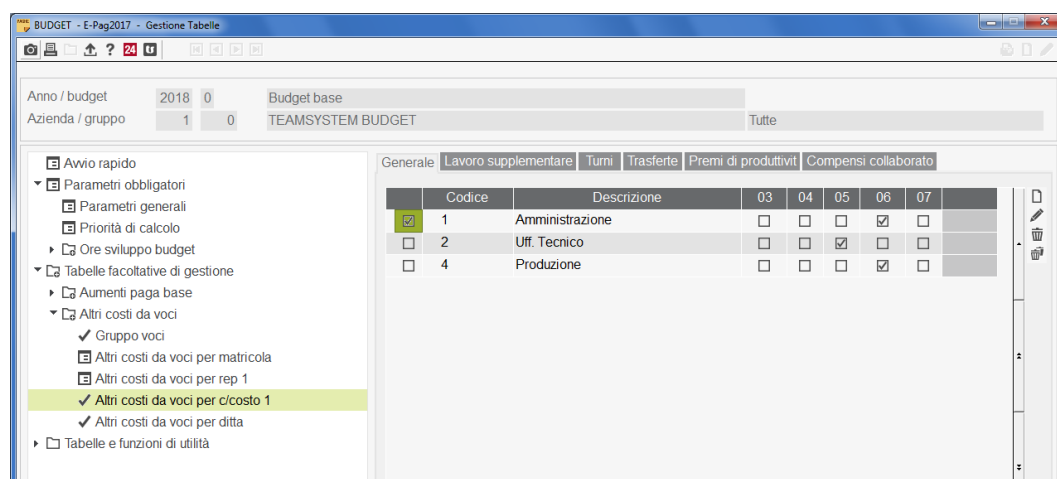 BUDGET - E-Pag2017 - Gestione Tabelle
? 24
Anno / budget 2018 0 Budget base
Azienda / gruppo 1 0 TEAMSYSTEM BUDGET Tutte
Avvio rapido
Parametri obbligatori
Parametri generali
Priorità di calcolo
Ore sviluppo budget
Tabelle facoltative di gestione
Aumenti paga base
Altri costi da voci
Gruppo voci
Altri costi da voci per matricola
Altri costi da voci per rep 1
Altri costi da voci per c/costo 1
Altri costi da voci per ditta
Tabelle e funzioni di utilità
Generale Lavoro supplementare Turni Trasferte Premi di produttivit Compensi collaborato
Codice Descrizione 03 04 05 06 07
1 Amministrazione
2 Uff. Tecnico
4 Produzione